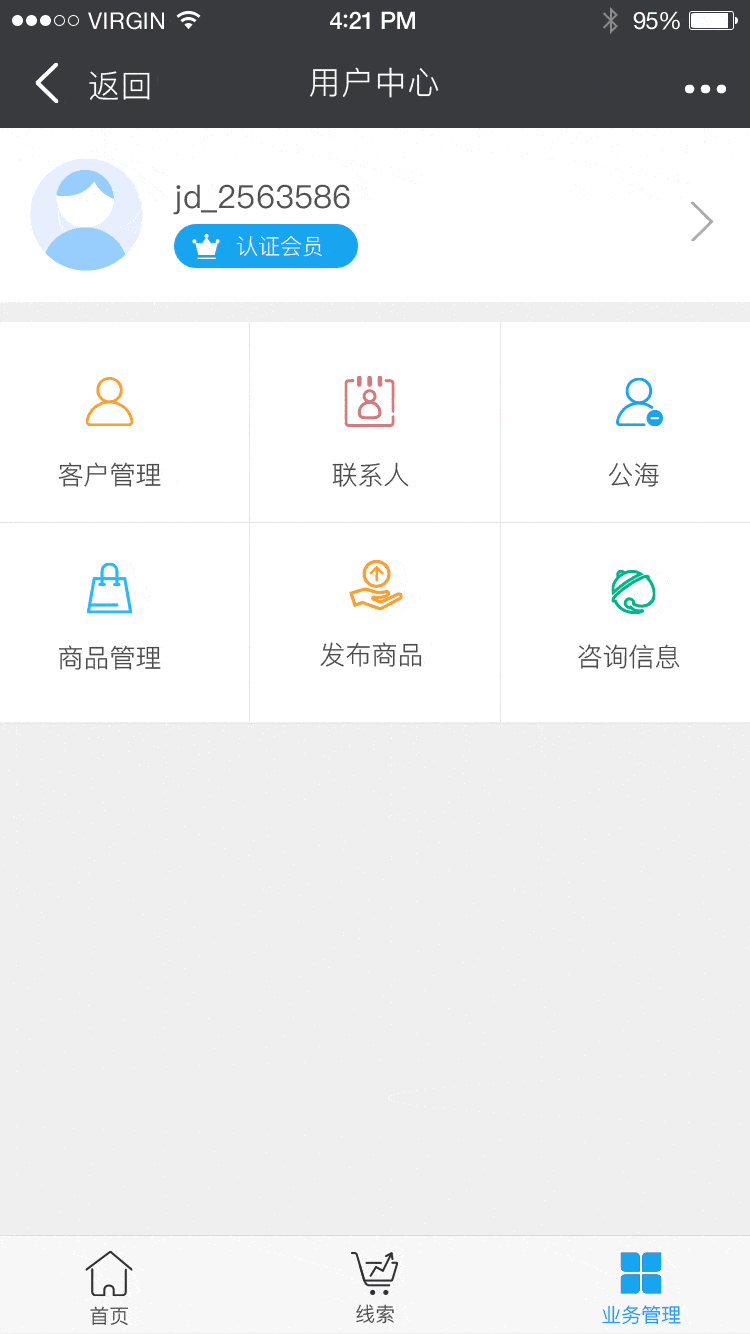 VIRGIN 4:21 PM 95%
返回 用户中心
jd_2563586
认证会员
客户管理 联系人 公海
商品管理 发布商品 咨询信息
首页 线索 业务管理